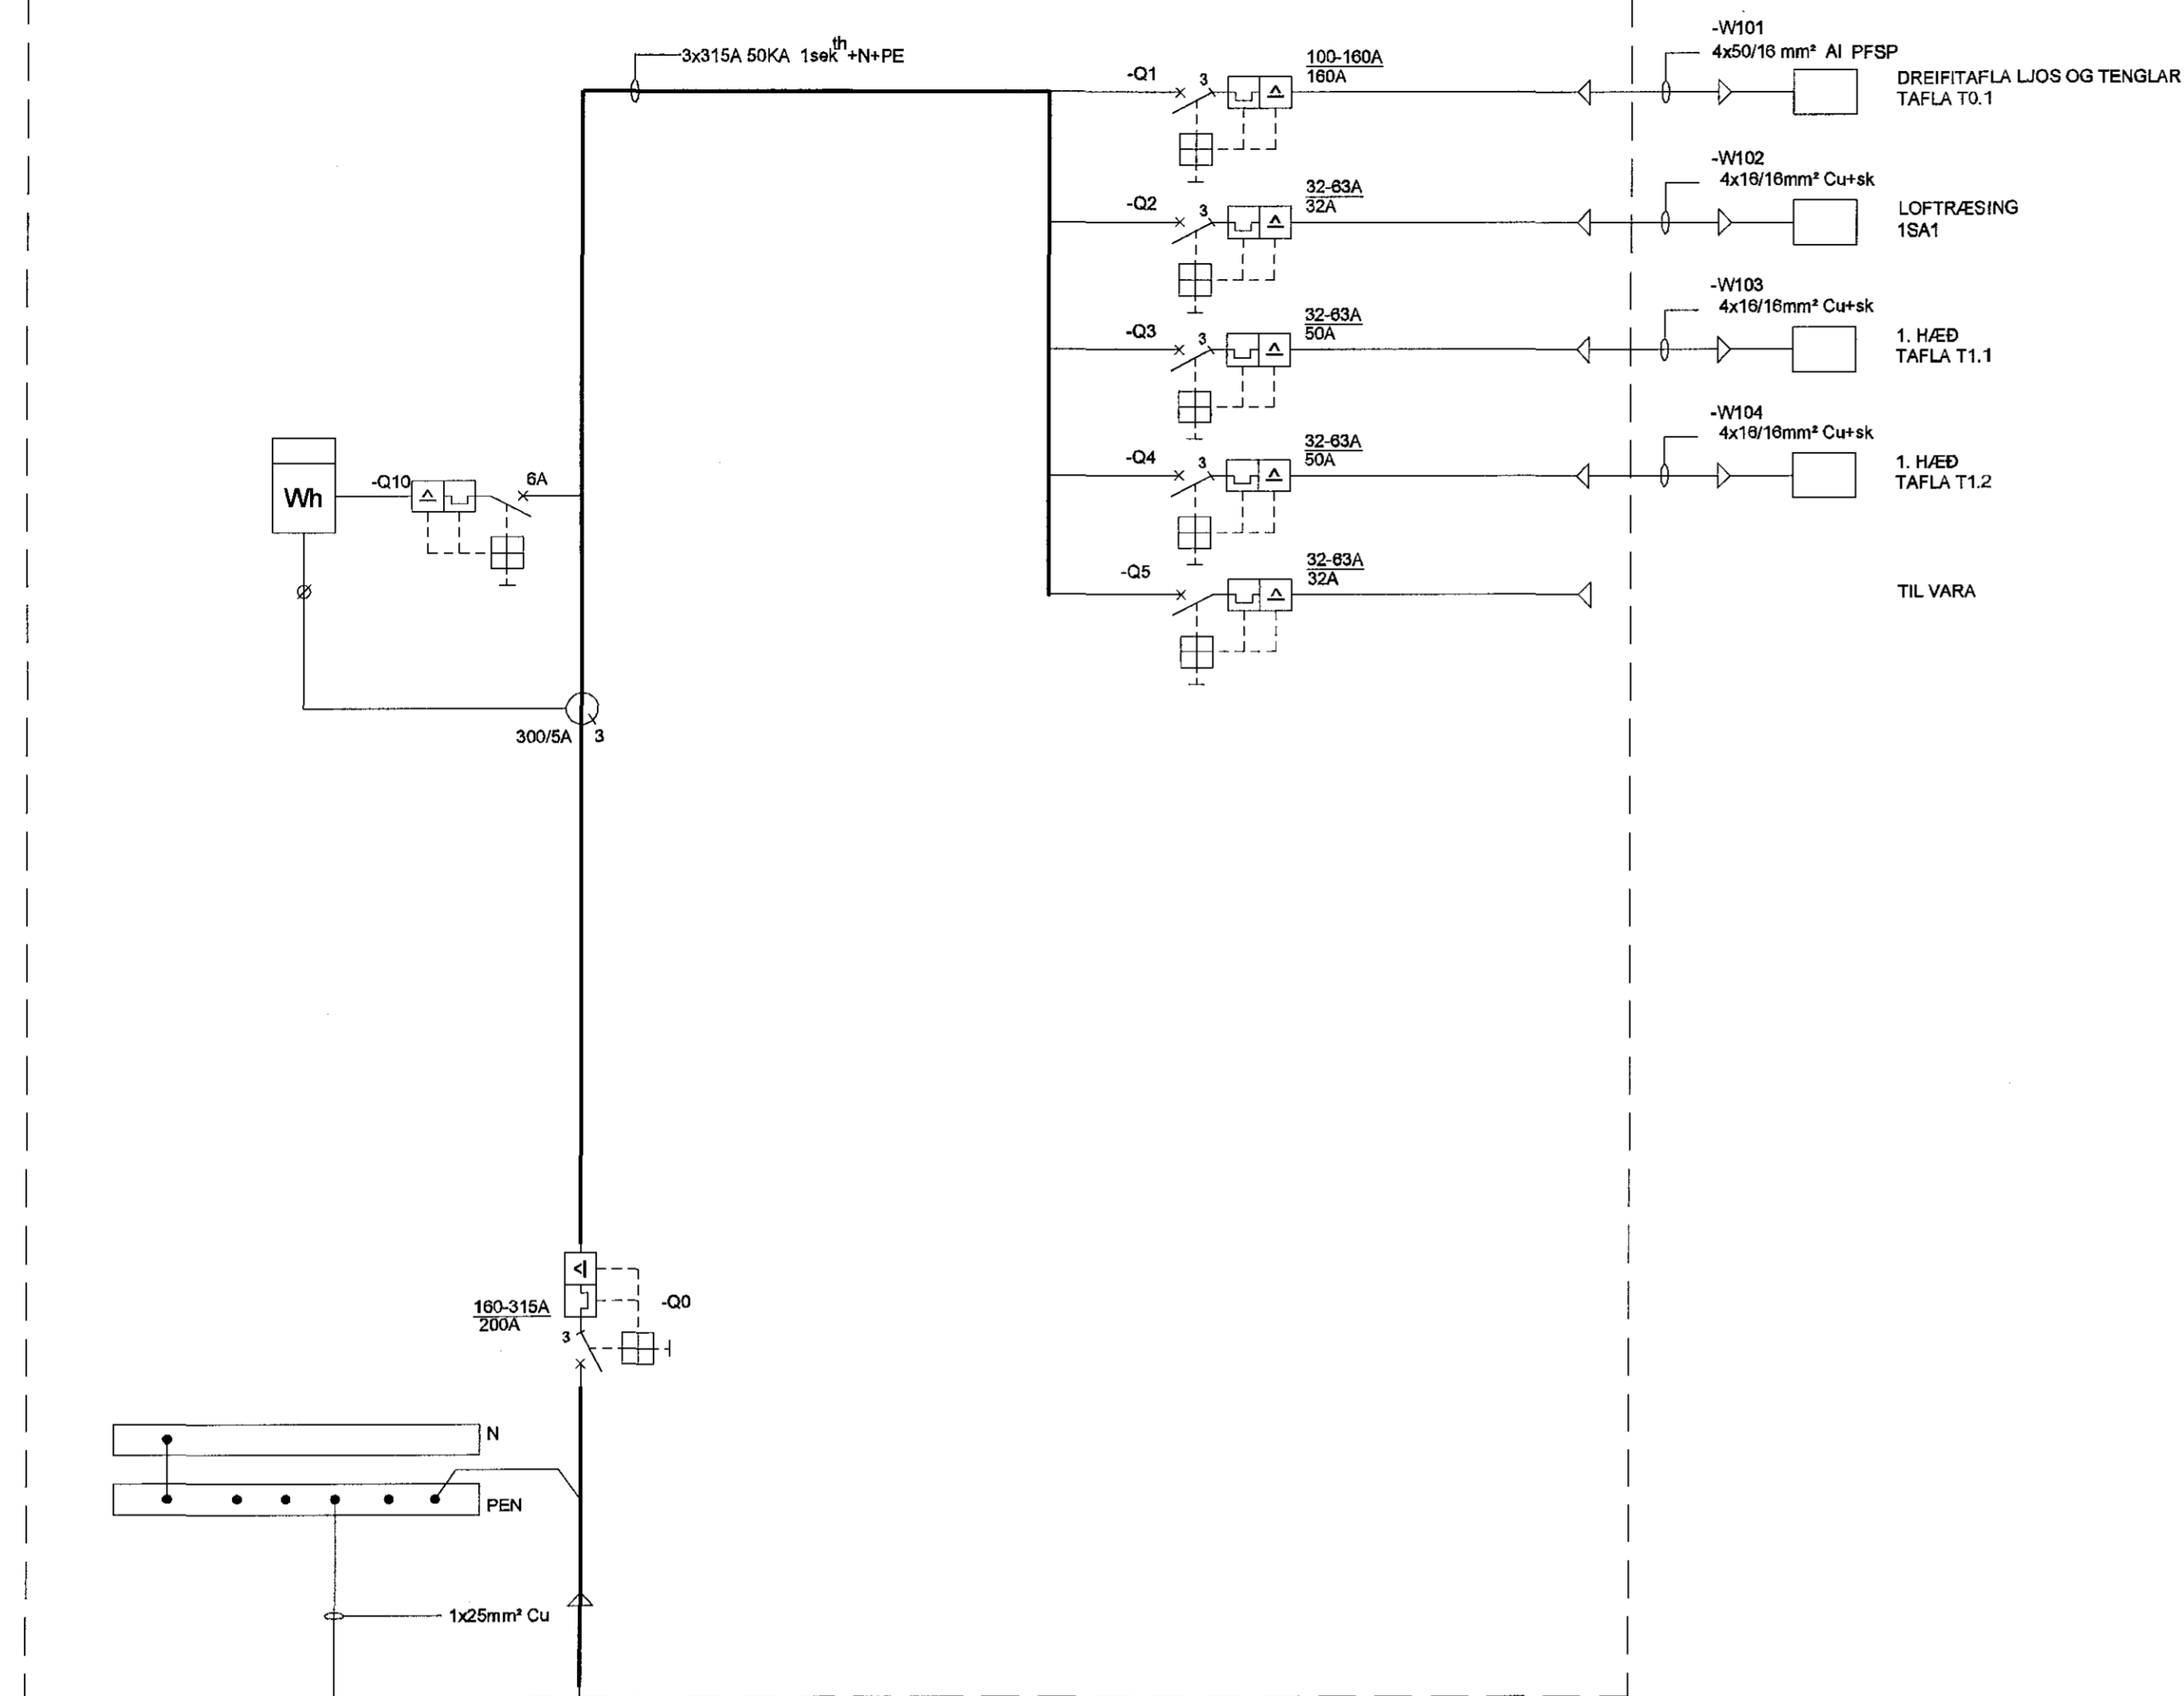 3x315A 50KA 1sek th +N+PE
-Q1
3
100-160A
160A
-W101
4x50/16 mm² Al PFSP
DREIFITAFLA LJOS OG TENGLAR
TAFLA T0.1
-Q2
3
32-63A
32A
-W102
4x16/16mm² Cu+sk
LOFTRÆSING
1SA1
-Q3
3
32-63A
50A
-W103
4x16/16mm² Cu+sk
1. HÆÐ
TAFLA T1.1
-Q4
3
32-63A
50A
-W104
4x16/16mm² Cu+sk
1. HÆÐ
TAFLA T1.2
Wh
-Q10
6A
-Q5
32-63A
32A
TIL VARA
300/5A
3
160-315A
200A
-Q0
3
N
PEN
1x25mm² Cu